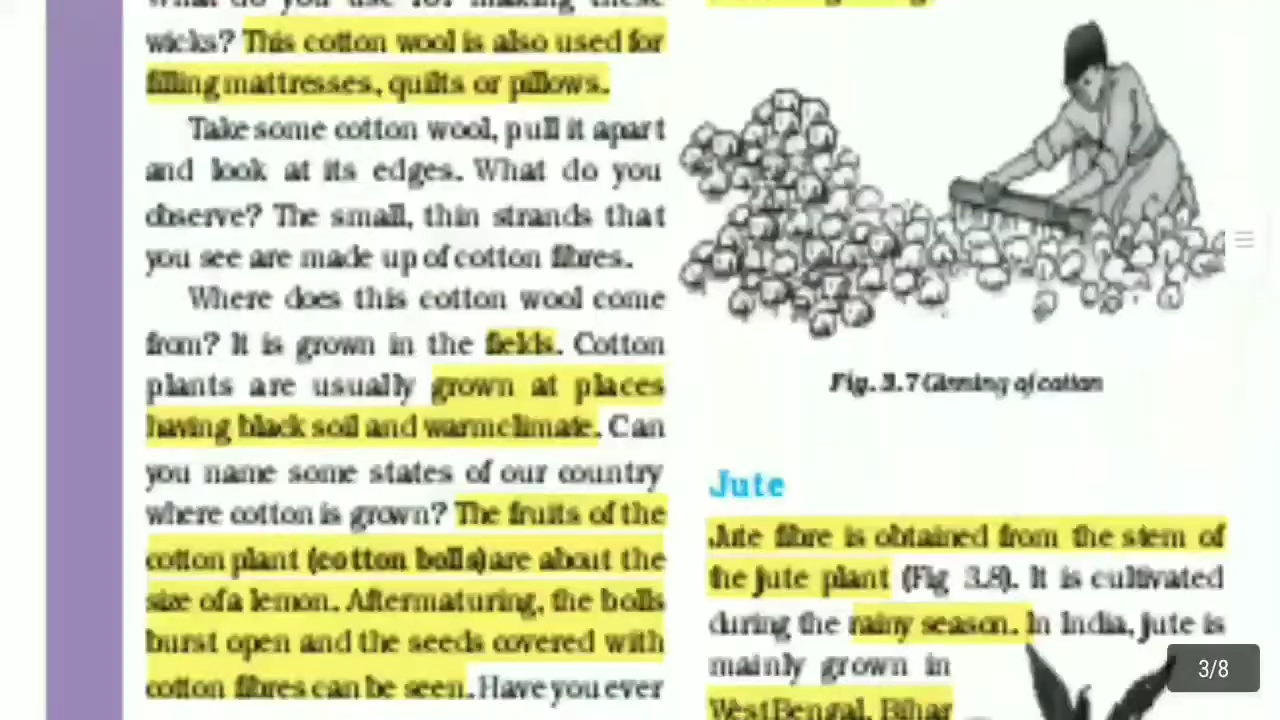 wicks? This cotton wool is also used for
filling mattresses, quilts or pillows.
Take some cotton wool, pull it apart
and look at its edges. What do you
observe? The small, thin strands that
you see are made up of cotton fibres.
Where does this cotton wool come
from? It is grown in the fields. Cotton
plants are usually grown at places
having black soil and warm climate. Can
you name some states of our country
where cotton is grown? The fruits of the
cotton plant (cotton bolls) are about the
size of a lemon. After maturing, the bolls
burst open and the seeds covered with
cotton fibres can be seen. Have you ever
Fig. 3.7 Ginning of cotton
Jute
Jute fibre is obtained from the stem of
the jute plant (Fig 3.8). It is cultivated
during the rainy season. In India, jute is
mainly grown in
West Bengal, Bihar
3/8